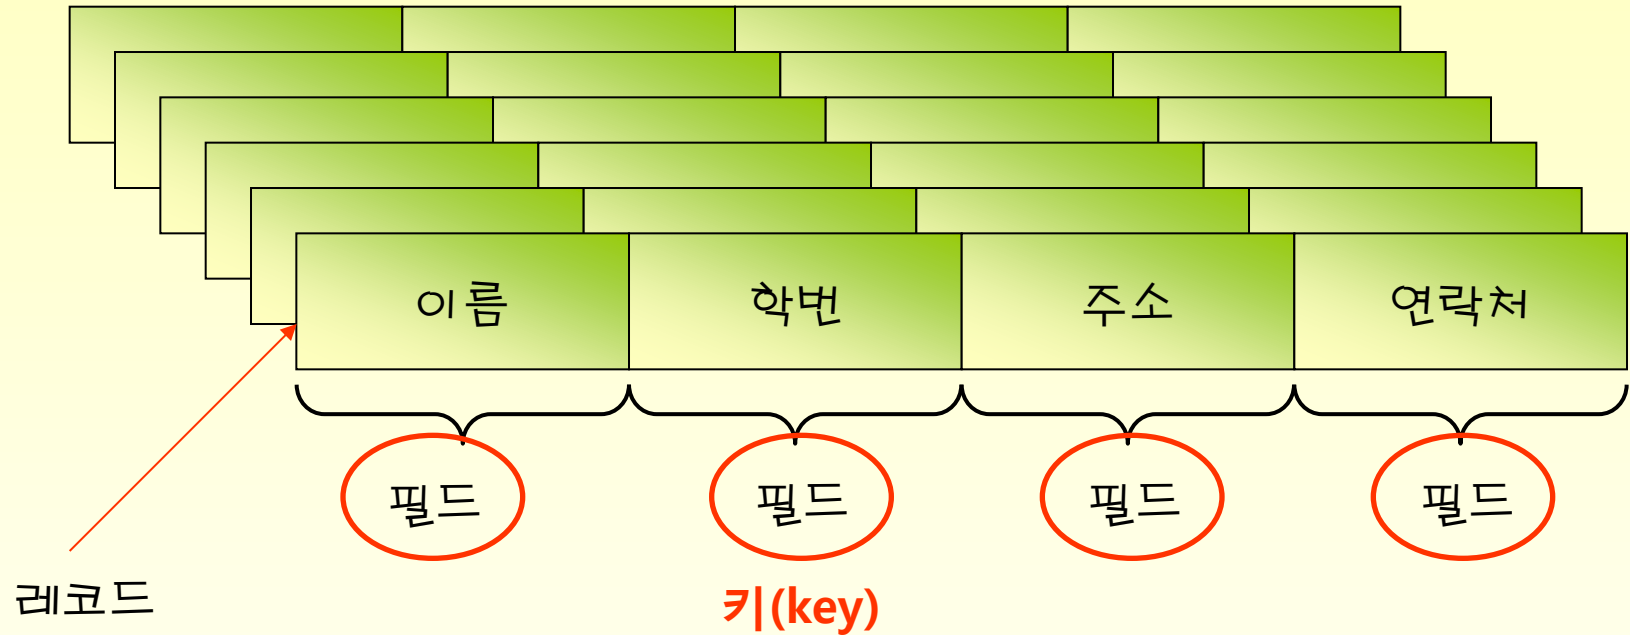 이름 학번 주소 연락처
필드 필드 필드 필드
레코드 키(key)